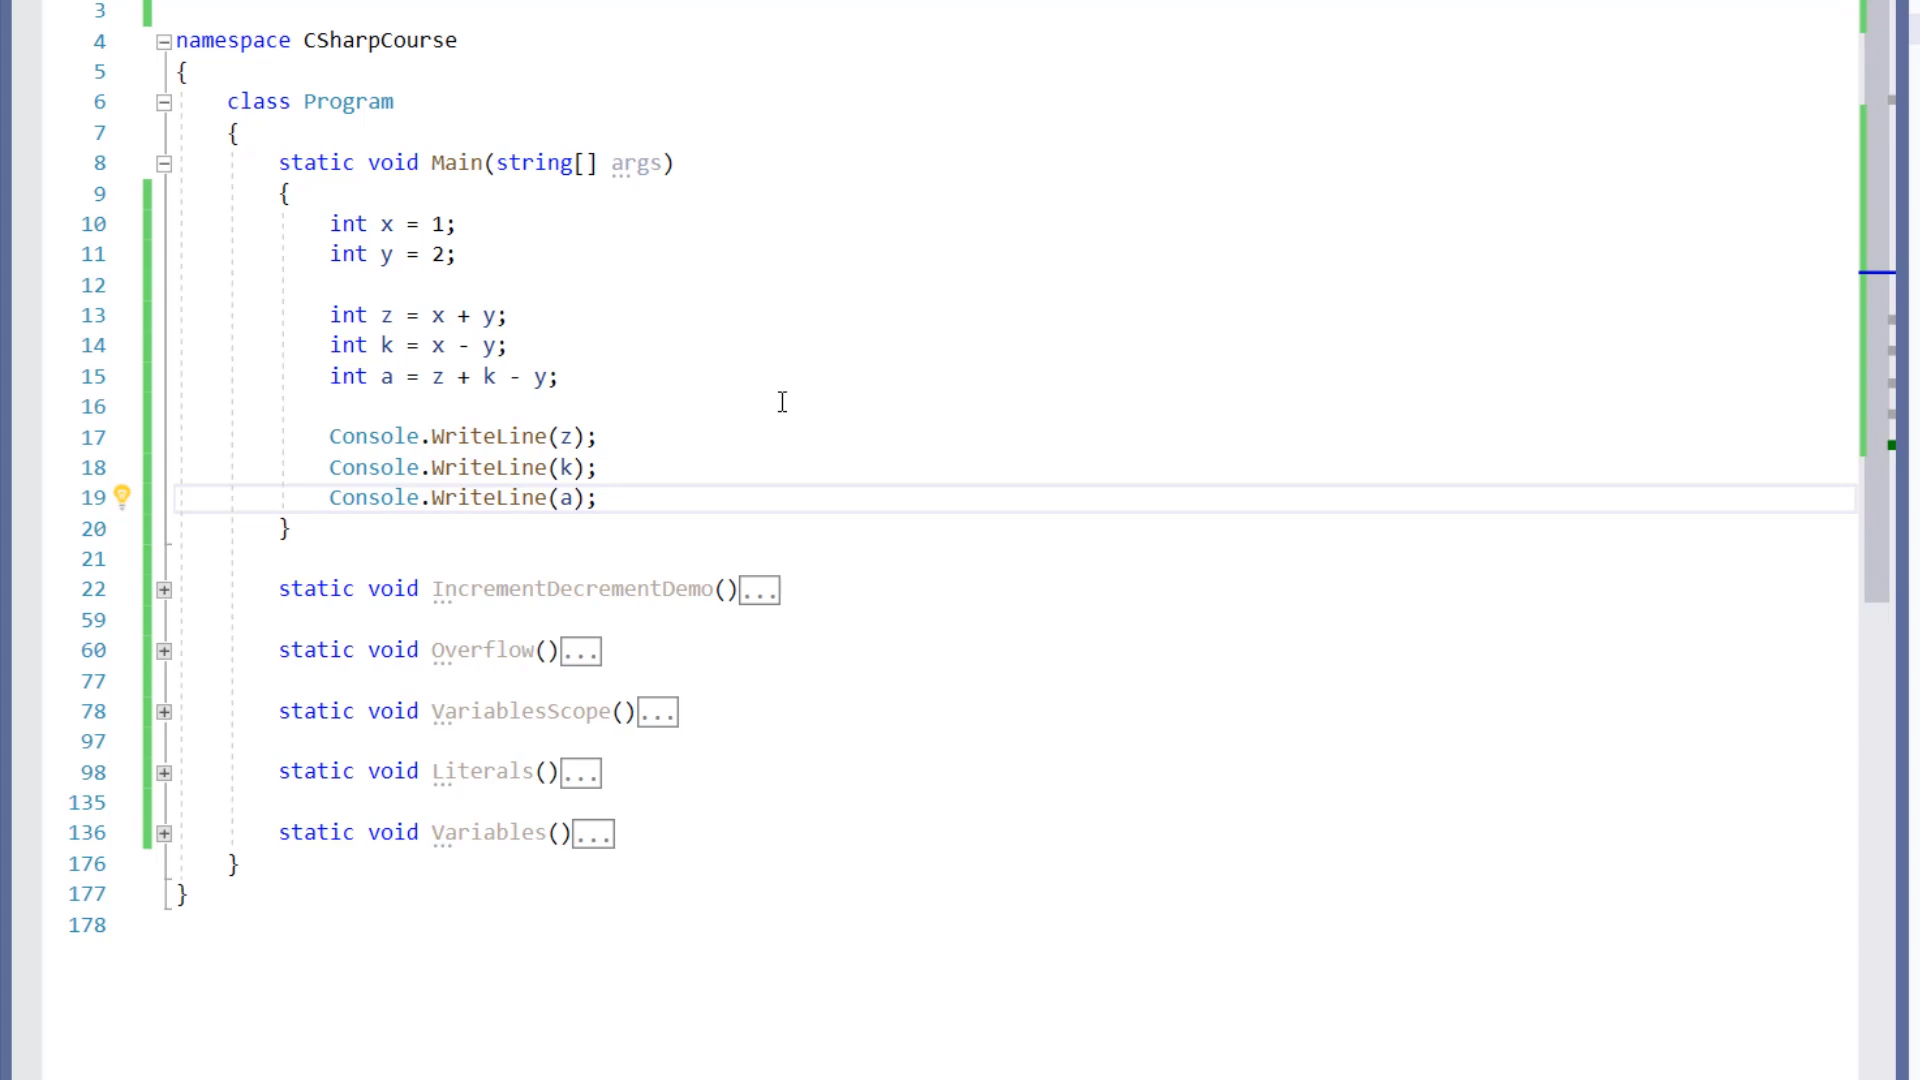 3
4 namespace CSharpCourse
5 {
6 class Program
7 {
8 static void Main(string[] args)
9 {
10 int x = 1;
11 int y = 2;
12
13 int z = x + y;
14 int k = x - y;
15 int a = z + k - y;
16
17 Console.WriteLine(z);
18 Console.WriteLine(k);
19 Console.WriteLine(a);
20 }
21
22 static void IncrementDecrementDemo()...
59
60 static void Overflow()...
77
78 static void VariablesScope()...
97
98 static void Literals()...
135
136 static void Variables()...
176 }
177 }
178